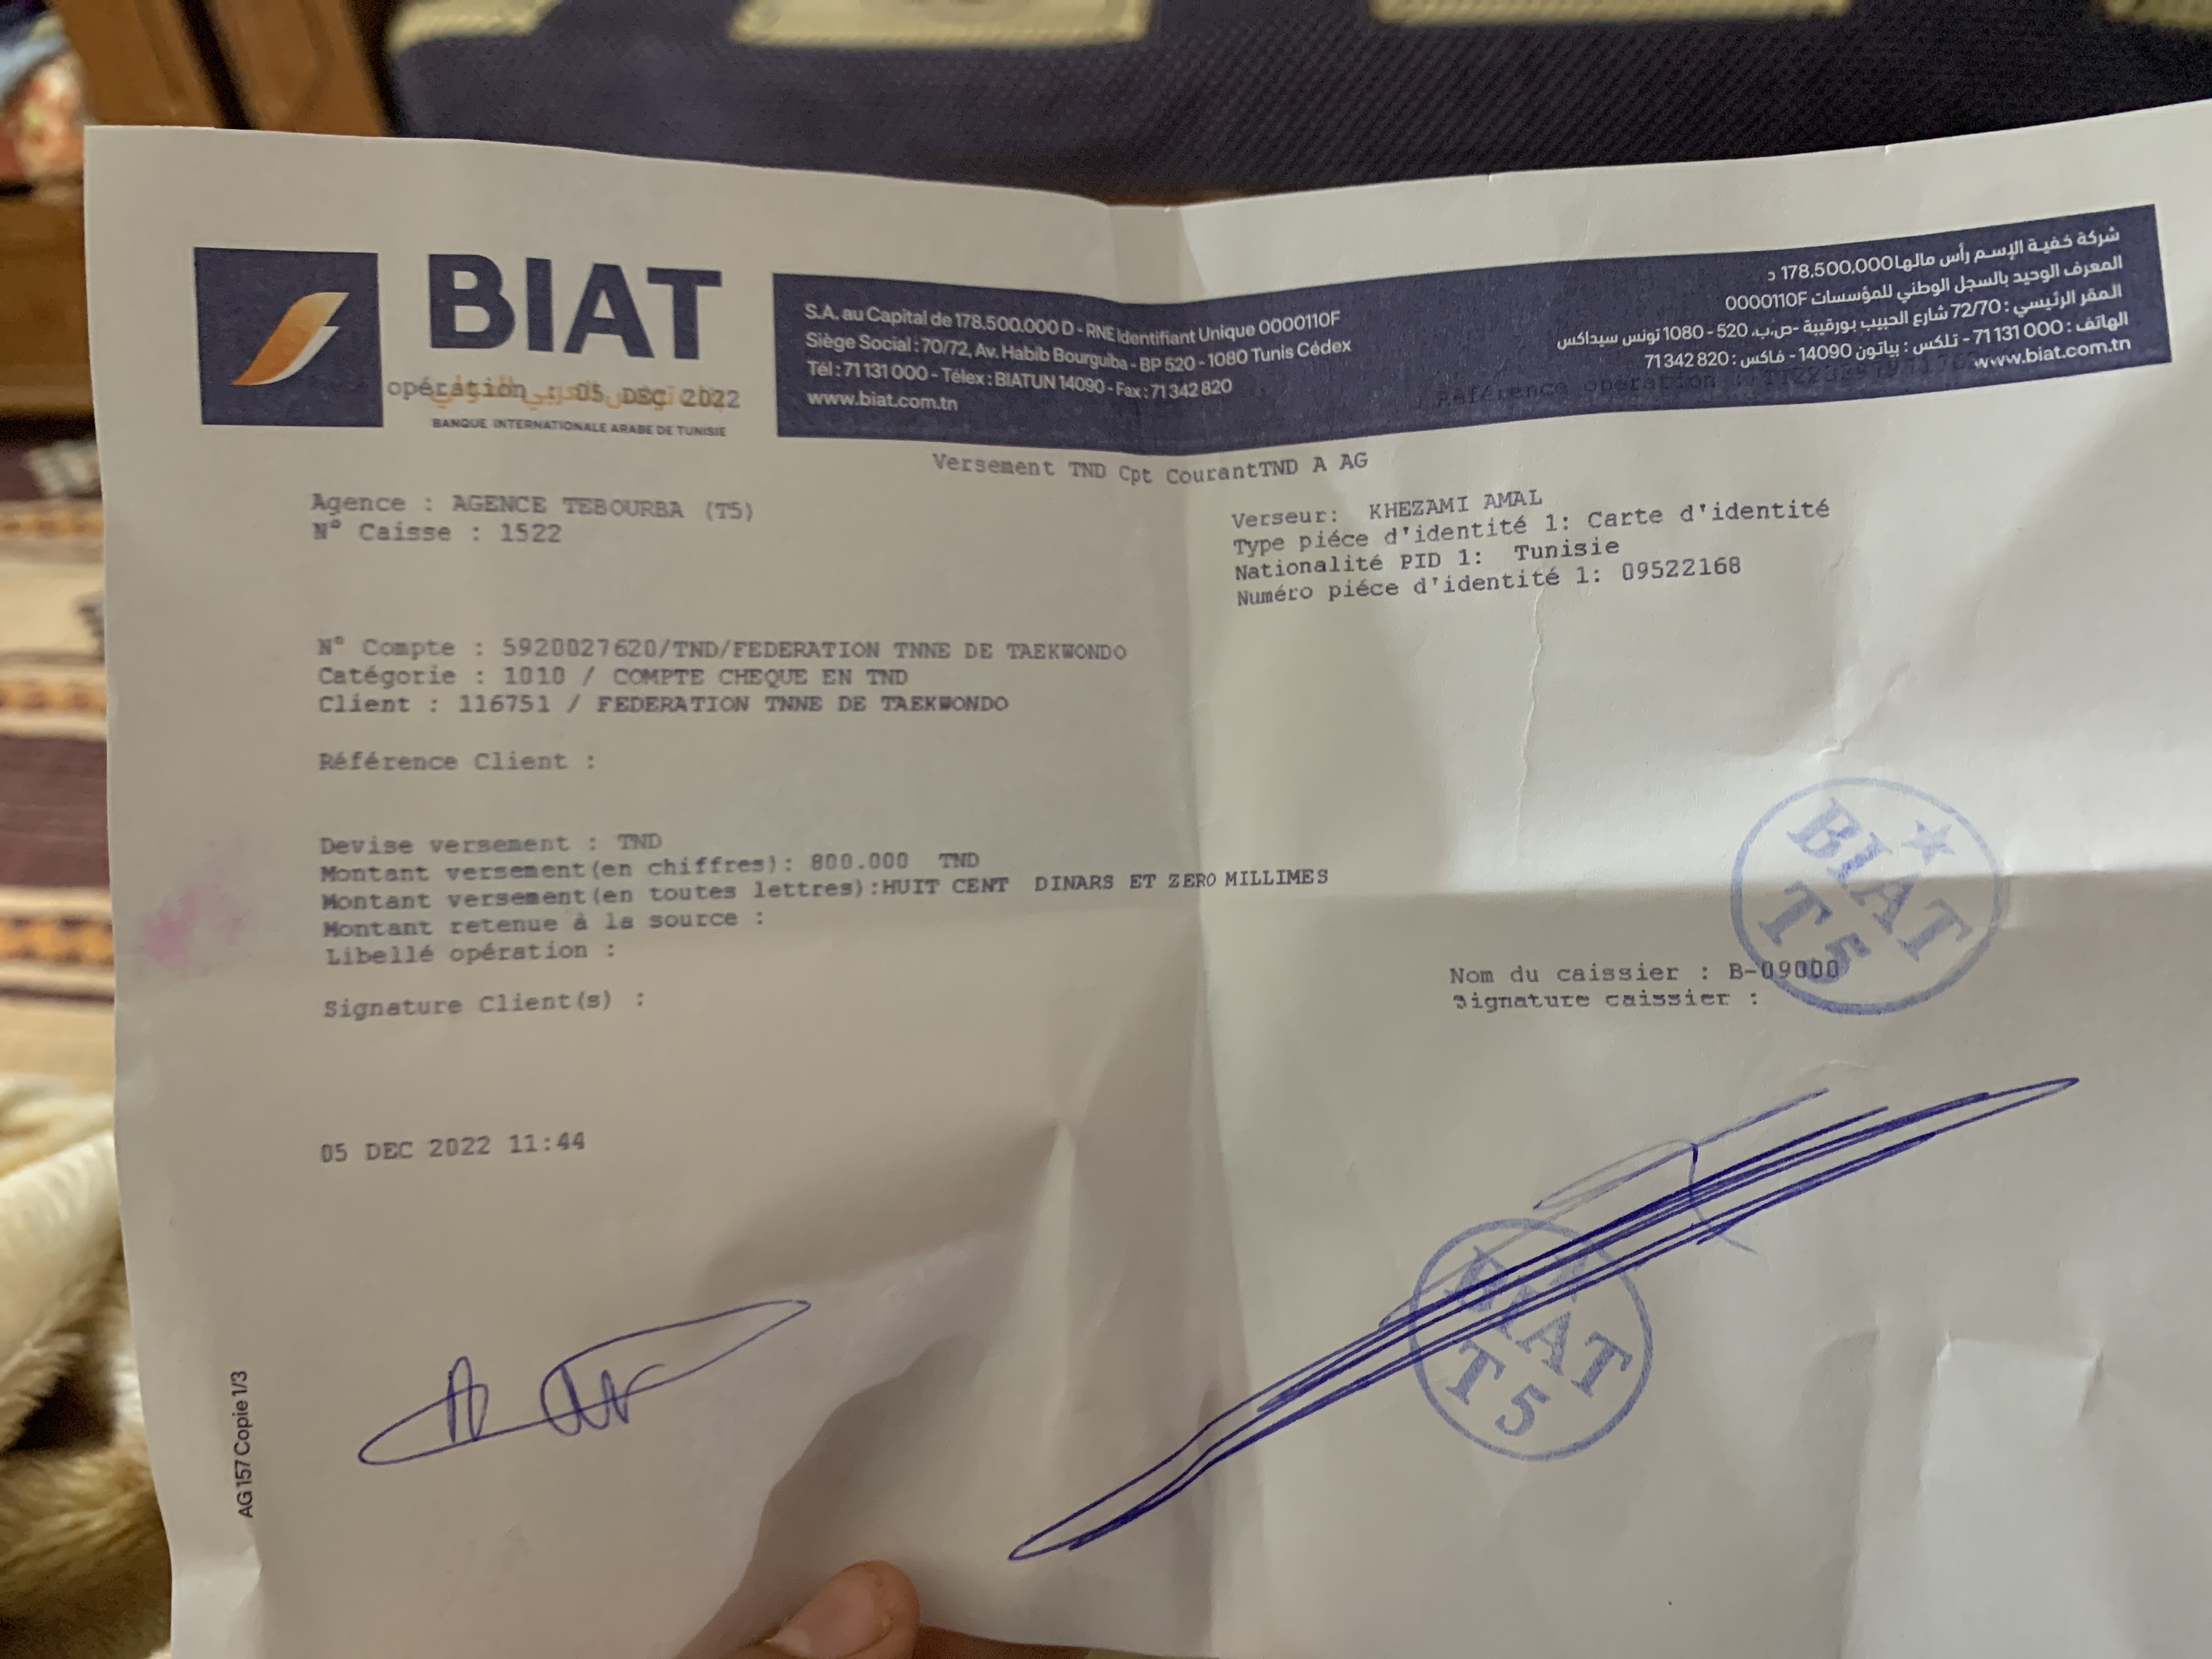 BIAT
opération : 05 DEC 2022
BANQUE INTERNATIONALE ARABE DE TUNISIE
S.A. au Capital de 178.500.000 D - RNE Identifiant Unique 0000110F
Siège Social : 70/72, Av. Habib Bourguiba - BP 520 - 1080 Tunis Cédex
Tél : 71 131 000 - Télex : BIATUN 14090 - Fax : 71 342 820
www.biat.com.tn
شركة خفية الإسم رأس مالها 178.500.000 د
المعرف الوحيد بالسجل الوطني للمؤسسات 0000110F
المقر الرئيسي : 72/70 شارع الحبيب بورقيبة -ص.ب. 520 - 1080 تونس سيداكس
الهاتف : 71 131 000 - تلكس : بياتون 14090 - فاكس : 71 342 820
www.biat.com.tn
Référence opération :
Versement TND Cpt CourantTND A AG
Agence : AGENCE TEBOURBA (T5)
N° Caisse : 1522
Verseur: KHEZAMI AMAL
Type piéce d'identité 1: Carte d'identité
Nationalité PID 1: Tunisie
Numéro piéce d'identité 1: 09522168
N° Compte : 5920027620/TND/FEDERATION TNNE DE TAEKWONDO
Catégorie : 1010 / COMPTE CHEQUE EN TND
Client : 116751 / FEDERATION TNNE DE TAEKWONDO
Référence Client :
Devise versement : TND
Montant versement(en chiffres): 800.000 TND
Montant versement(en toutes lettres):HUIT CENT DINARS ET ZERO MILLIMES
Montant retenue à la source :
Libellé opération :
BIAT
T5
Nom du caissier : B-09000
Signature caissier :
Signature Client(s) :
05 DEC 2022 11:44
BIAT
T5
AG 157 Copie 1/3